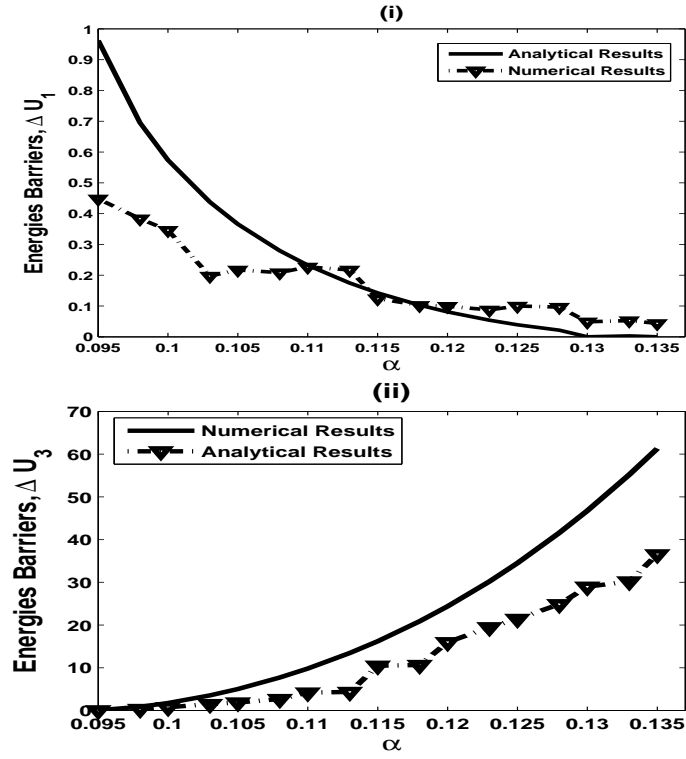 (i)
1
0.9
0.8
0.7
0.6
0.5
0.4
0.3
0.2
0.1
0
Energies Barriers, Δ U1
Analytical Results
Numerical Results
0.095 0.1 0.105 0.11 0.115 0.12 0.125 0.13 0.135
α
(ii)
70
60
50
40
30
20
10
0
Energies Barriers, Δ U3
Numerical Results
Analytical Results
0.095 0.1 0.105 0.11 0.115 0.12 0.125 0.13 0.135
α